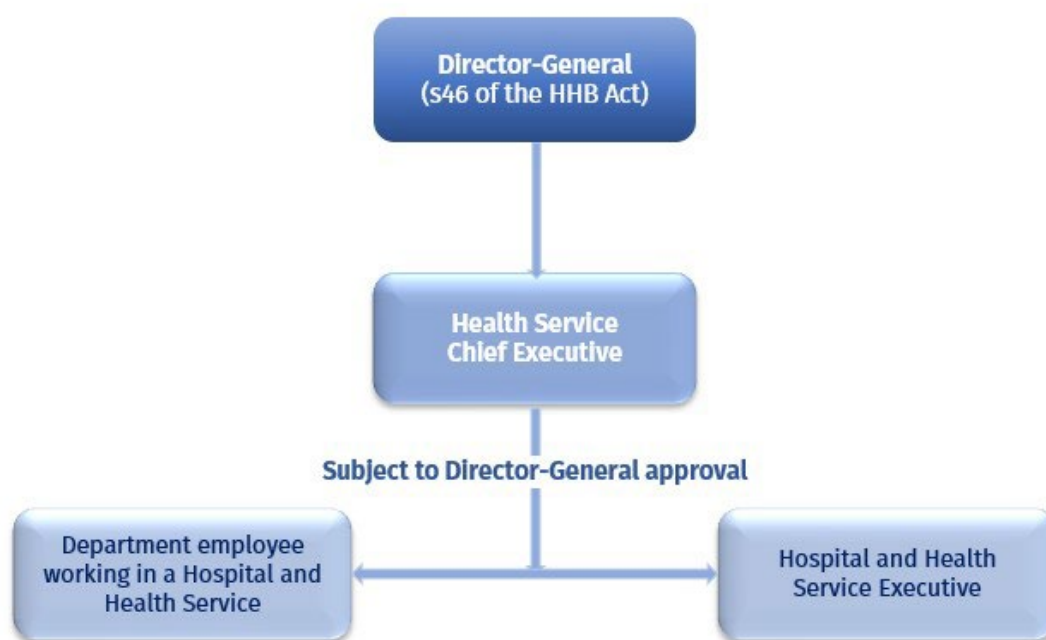 Director-General
(s46 of the HHB Act)
Health Service
Chief Executive
Subject to Director-General approval
Department employee
working in a Hospital and
Health Service
Hospital and Health
Service Executive